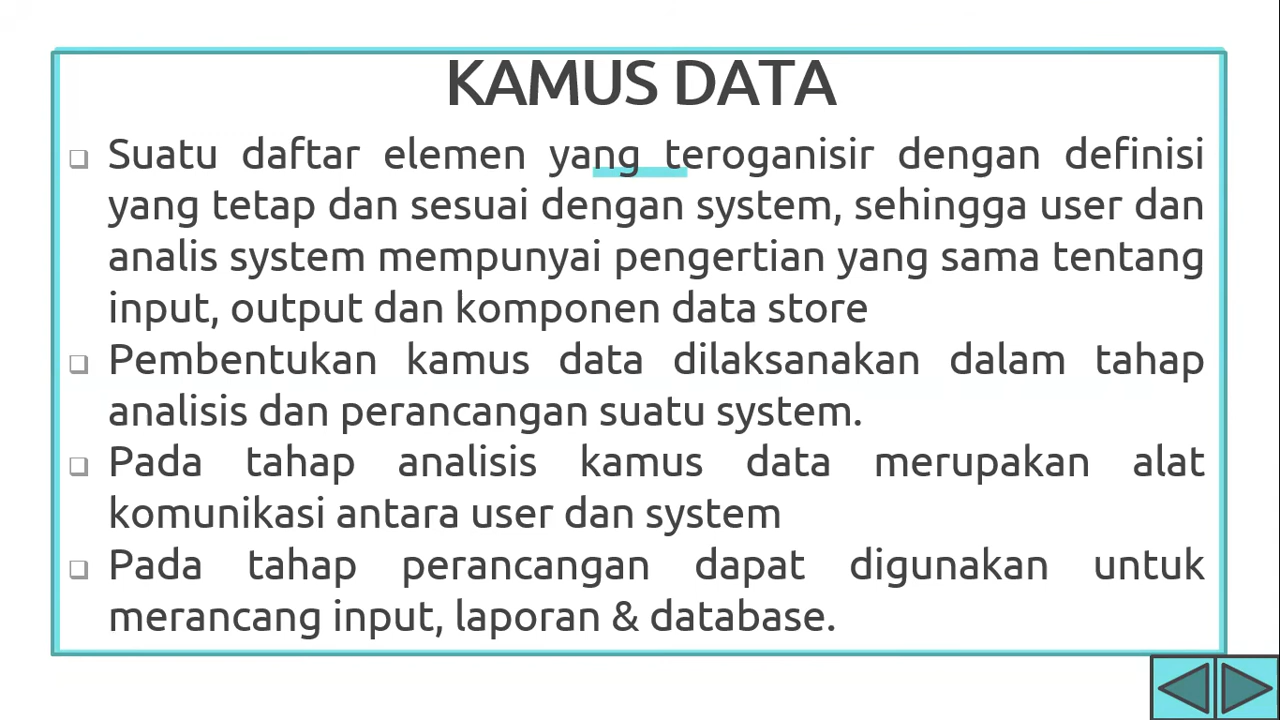 KAMUS DATA
Suatu daftar elemen yang teroganisir dengan definisi
yang tetap dan sesuai dengan system, sehingga user dan
analis system mempunyai pengertian yang sama tentang
input, output dan komponen data store
Pembentukan kamus data dilaksanakan dalam tahap
analisis dan perancangan suatu system.
Pada tahap analisis kamus data merupakan alat
komunikasi antara user dan system
Pada tahap perancangan dapat digunakan untuk
merancang input, laporan & database.